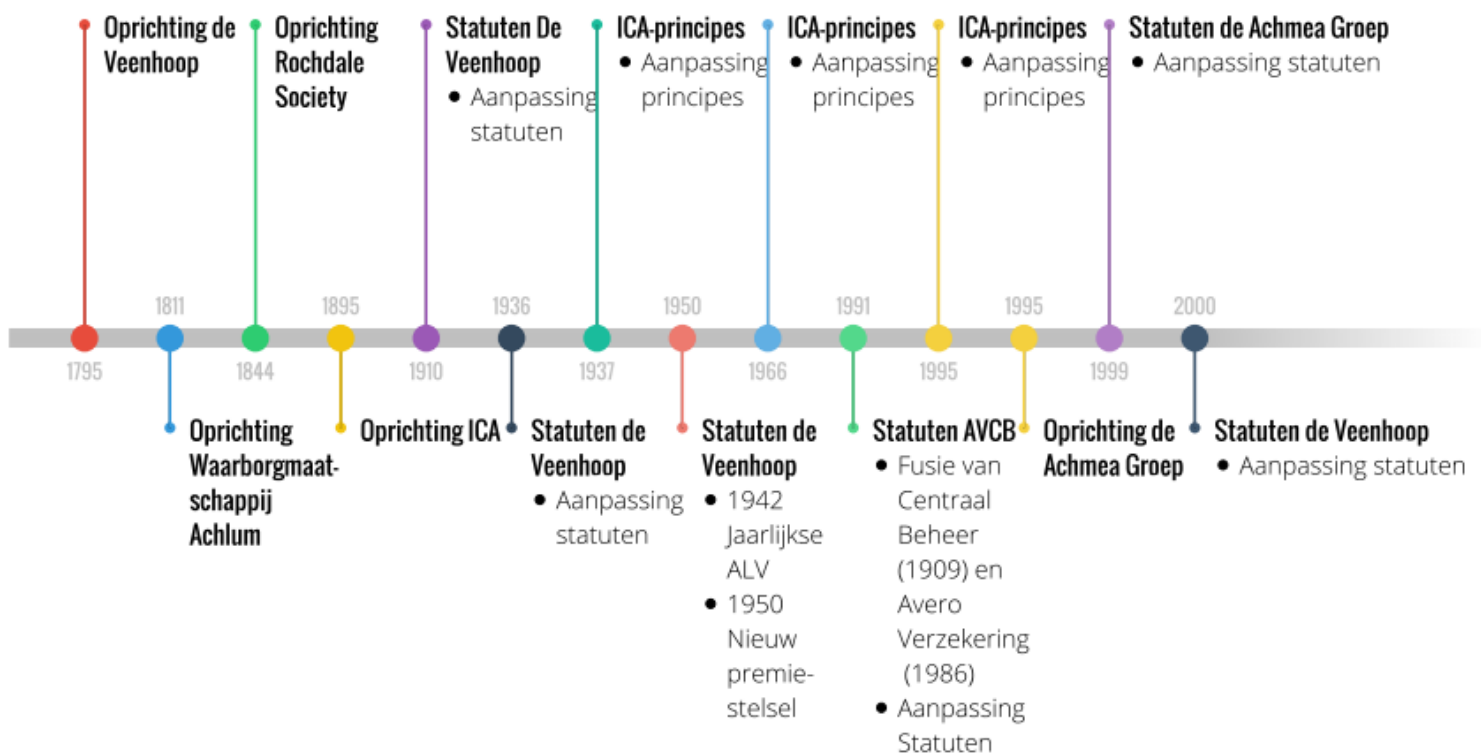 Oprichting de
Veenhoop
Oprichting
Rochdale
Society
Statuten De
Veenhoop
• Aanpassing
statuten
ICA-principes
• Aanpassing
principes
ICA-principes
• Aanpassing
principes
ICA-principes
• Aanpassing
principes
Statuten de Achmea Groep
• Aanpassing statuten
1811
1895
1936
1950
1991
1995
2000
1795
1844
1910
1937
1966
1995
1999
Oprichting
Waarborgmaat-
schappij
Achlum
Oprichting ICA
Statuten de
Veenhoop
• Aanpassing
statuten
Statuten de
Veenhoop
• 1942
Jaarlijkse
ALV
• 1950
Nieuw
premie-
stelsel
Statuten AVCB
• Fusie van
Centraal
Beheer
(1909) en
Avero
Verzekering
(1986)
• Aanpassing
Statuten
Oprichting de
Achmea Groep
Statuten de Veenhoop
• Aanpassing statuten